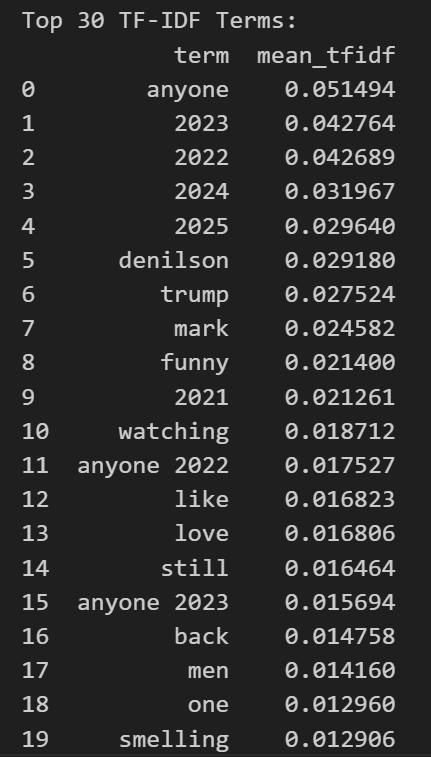 Top 30 TF-IDF Terms:
term mean_tfidf
0 anyone 0.051494
1 2023 0.042764
2 2022 0.042689
3 2024 0.031967
4 2025 0.029640
5 denilson 0.029180
6 trump 0.027524
7 mark 0.024582
8 funny 0.021400
9 2021 0.021261
10 watching 0.018712
11 anyone 2022 0.017527
12 like 0.016823
13 love 0.016806
14 still 0.016464
15 anyone 2023 0.015694
16 back 0.014758
17 men 0.014160
18 one 0.012960
19 smelling 0.012906